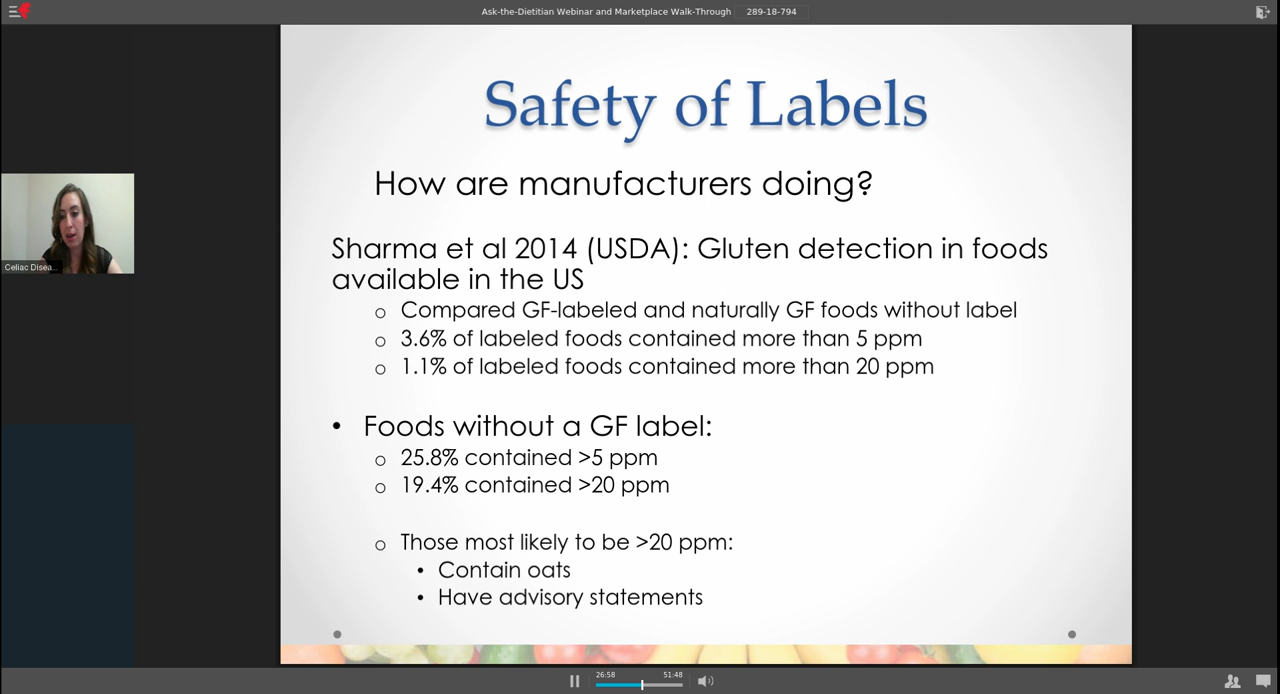 Ask-the-Dietitian Webinar and Marketplace Walk-Through 289-18-794
Safety of Labels
How are manufacturers doing?
Sharma et al 2014 (USDA): Gluten detection in foods
available in the US
o Compared GF-labeled and naturally GF foods without label
o 3.6% of labeled foods contained more than 5 ppm
o 1.1% of labeled foods contained more than 20 ppm
• Foods without a GF label:
o 25.8% contained >5 ppm
o 19.4% contained >20 ppm
o Those most likely to be >20 ppm:
• Contain oats
• Have advisory statements
Celiac Disea...
26:58 51:48